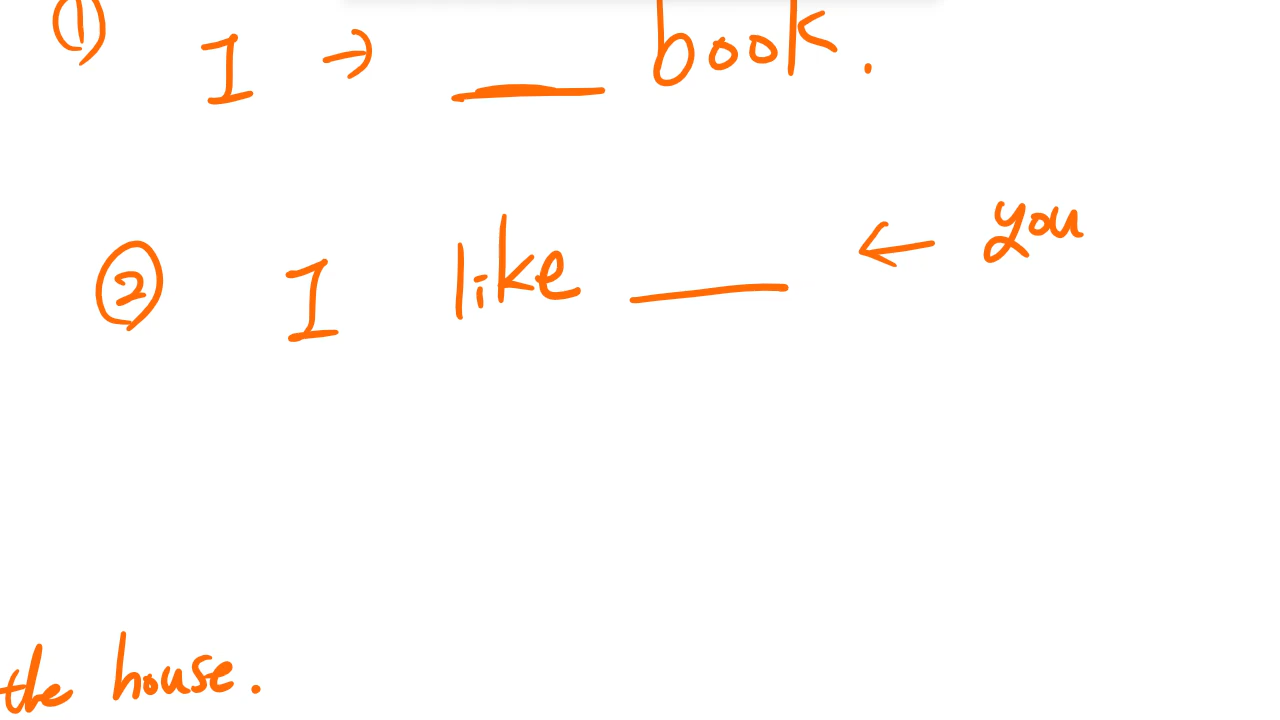 ① I → ___ book.
② I like ___ ← you
the house.